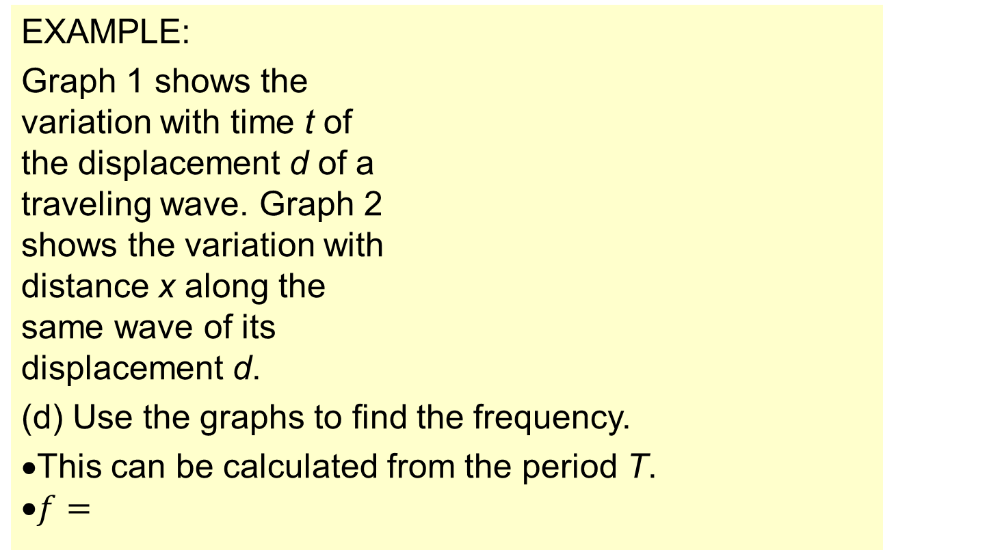 EXAMPLE:
Graph 1 shows the
variation with time t of
the displacement d of a
traveling wave. Graph 2
shows the variation with
distance x along the
same wave of its
displacement d.
(d) Use the graphs to find the frequency.
•This can be calculated from the period T.
•f =